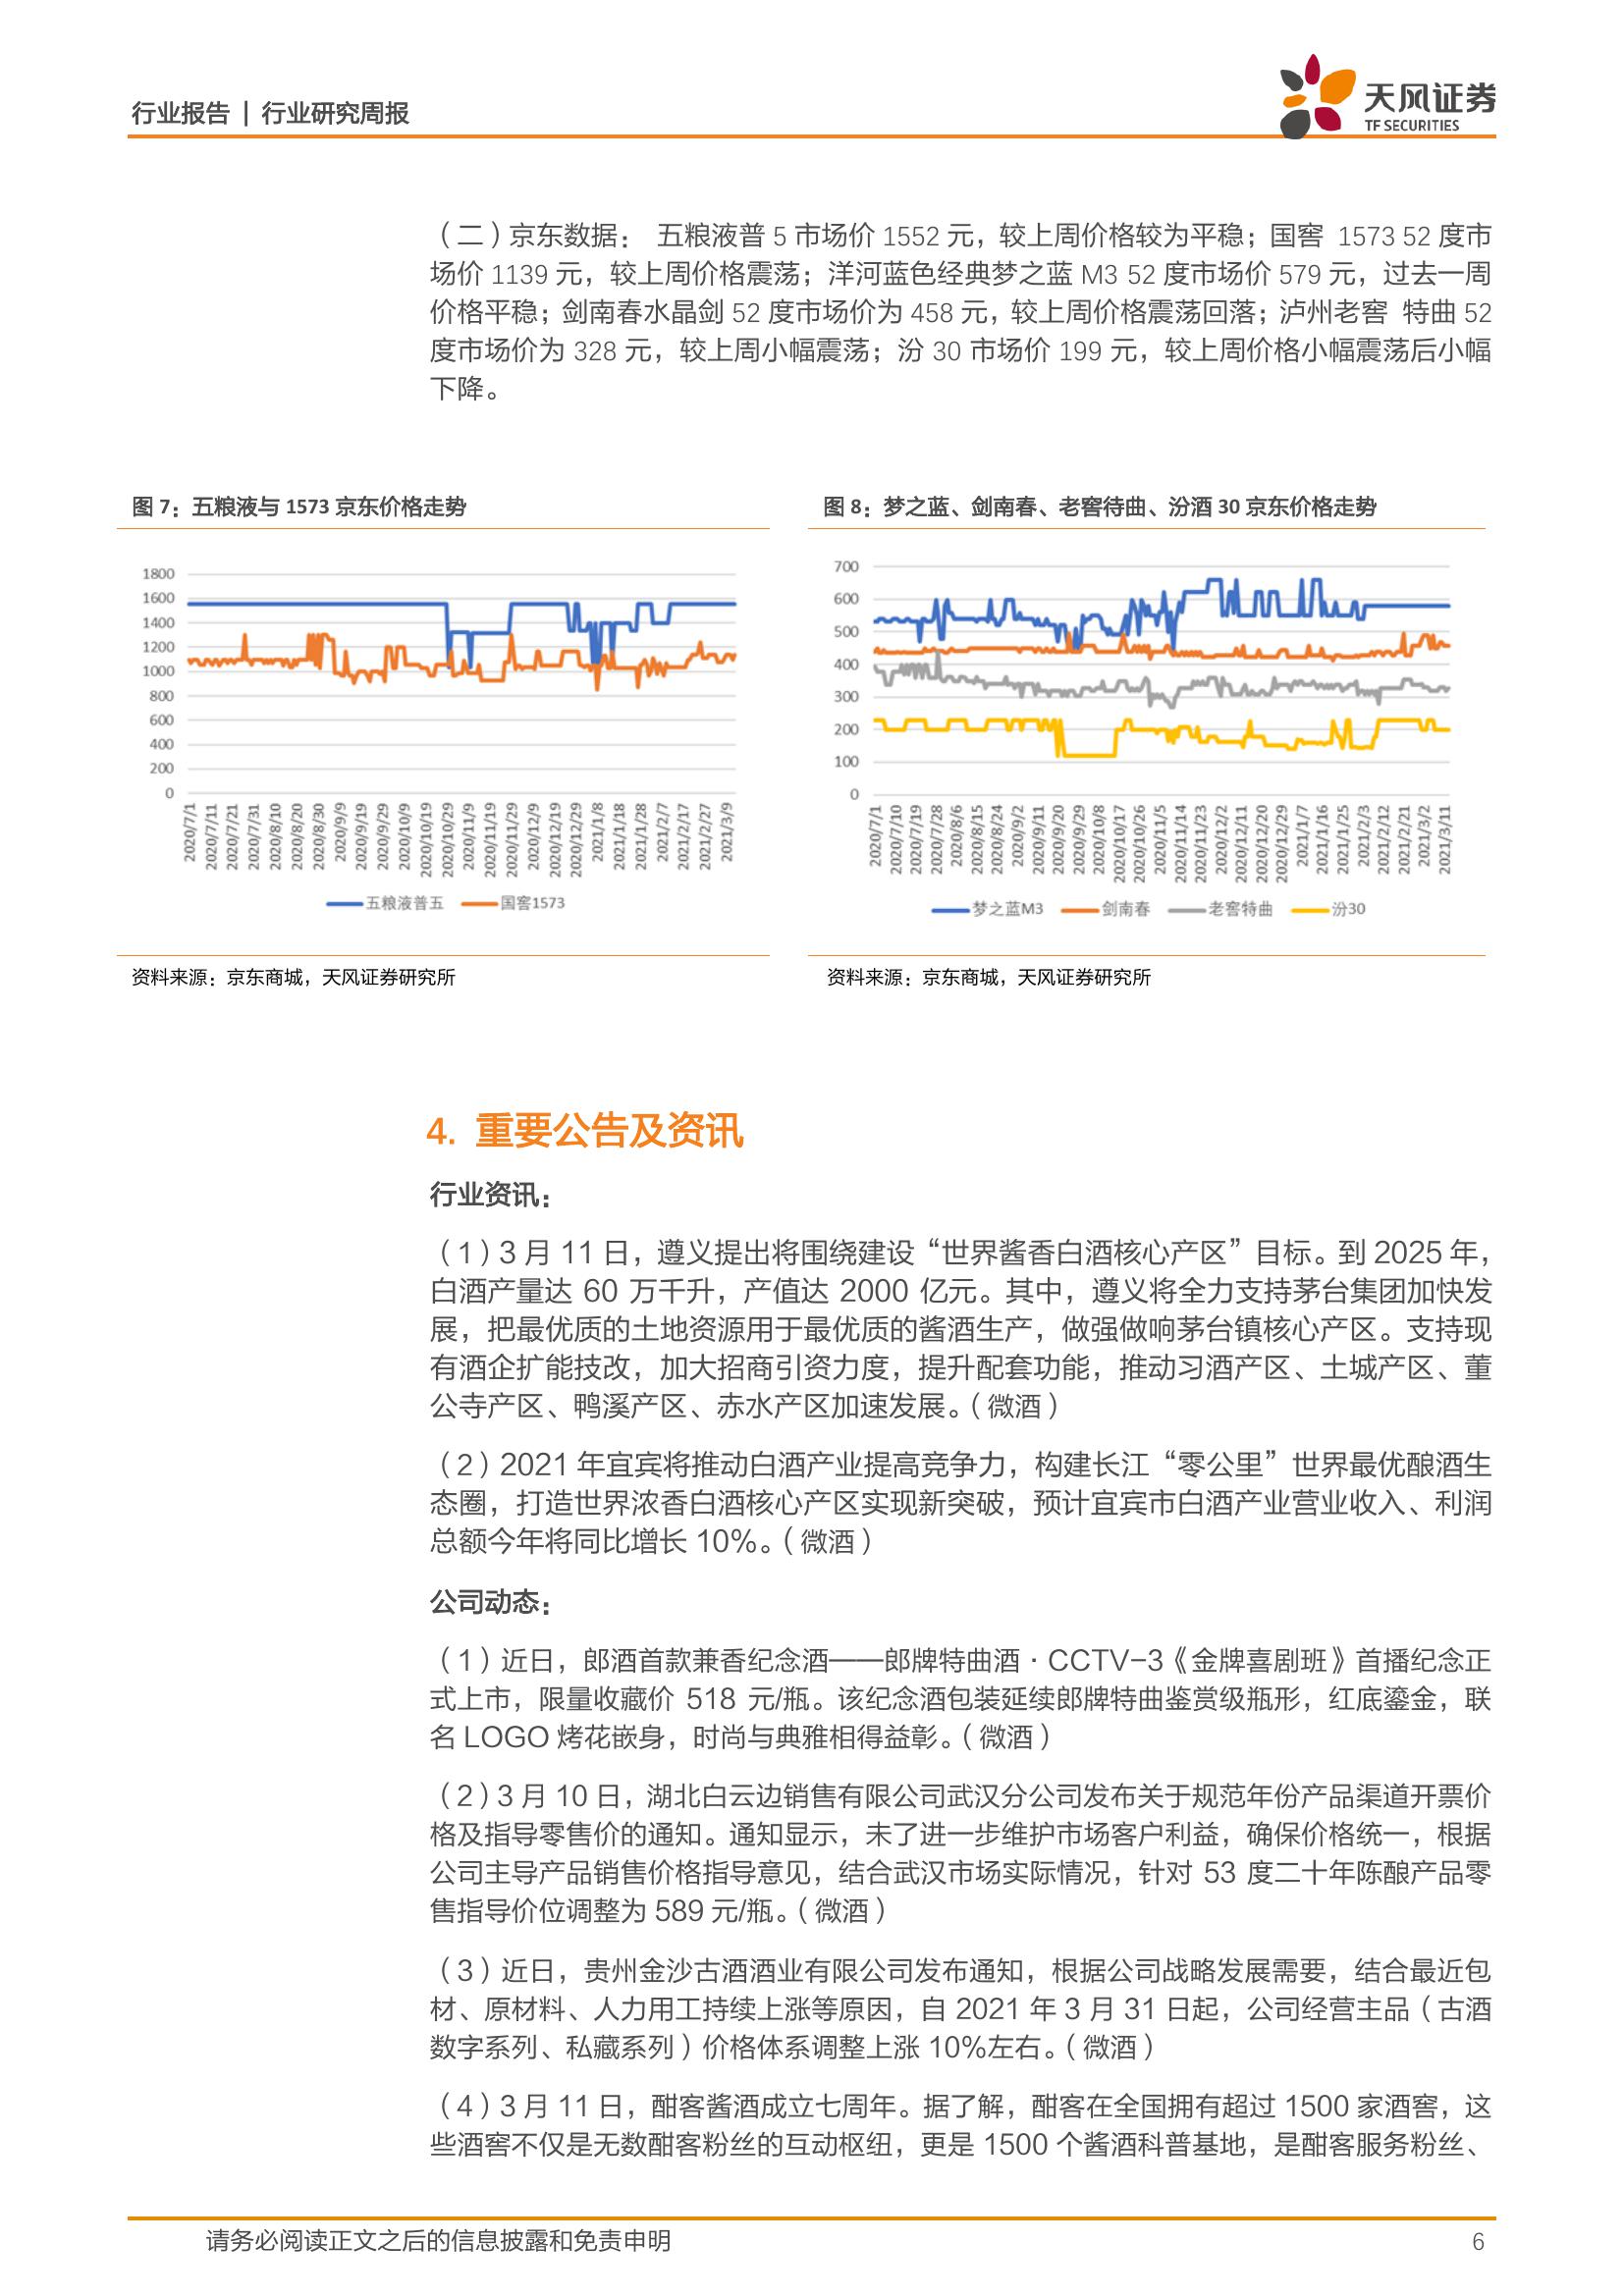 行业报告 | 行业研究周报
天风证券
TF SECURITIES
（二）京东数据： 五粮液普 5 市场价 1552 元，较上周价格较为平稳；国窖 1573 52 度市
场价 1139 元，较上周价格震荡；洋河蓝色经典梦之蓝 M3 52 度市场价 579 元，过去一周
价格平稳；剑南春水晶剑 52 度市场价为 458 元，较上周价格震荡回落；泸州老窖 特曲 52
度市场价为 328 元，较上周小幅震荡；汾 30 市场价 199 元，较上周价格小幅震荡后小幅
下降。
图 7：五粮液与 1573 京东价格走势
1800
1600
1400
1200
1000
800
600
400
200
0
2020/7/1
2020/7/11
2020/7/21
2020/7/31
2020/8/10
2020/8/20
2020/8/30
2020/9/9
2020/9/19
2020/9/29
2020/10/9
2020/10/19
2020/10/29
2020/11/9
2020/11/19
2020/11/29
2020/12/9
2020/12/19
2020/12/29
2021/1/8
2021/1/18
2021/1/28
2021/2/7
2021/2/17
2021/2/27
2021/3/9
五粮液普五 国窖1573
资料来源：京东商城，天风证券研究所
图 8：梦之蓝、剑南春、老窖待曲、汾酒 30 京东价格走势
700
600
500
400
300
200
100
0
2020/7/1
2020/7/10
2020/7/19
2020/7/28
2020/8/6
2020/8/15
2020/8/24
2020/9/2
2020/9/11
2020/9/20
2020/9/29
2020/10/8
2020/10/17
2020/10/26
2020/11/5
2020/11/14
2020/11/23
2020/12/2
2020/12/11
2020/12/20
2020/12/29
2021/1/7
2021/1/16
2021/1/25
2021/2/3
2021/2/12
2021/2/21
2021/3/2
2021/3/11
梦之蓝M3 剑南春 老窖特曲 汾30
资料来源：京东商城，天风证券研究所
4. 重要公告及资讯
行业资讯：
（1）3 月 11 日，遵义提出将围绕建设“世界酱香白酒核心产区”目标。到 2025 年，
白酒产量达 60 万千升，产值达 2000 亿元。其中，遵义将全力支持茅台集团加快发
展，把最优质的土地资源用于最优质的酱酒生产，做强做响茅台镇核心产区。支持现
有酒企扩能技改，加大招商引资力度，提升配套功能，推动习酒产区、土城产区、董
公寺产区、鸭溪产区、赤水产区加速发展。（微酒）
（2）2021 年宜宾将推动白酒产业提高竞争力，构建长江“零公里”世界最优酿酒生
态圈，打造世界浓香白酒核心产区实现新突破，预计宜宾市白酒产业营业收入、利润
总额今年将同比增长 10%。（微酒）
公司动态：
（1）近日，郎酒首款兼香纪念酒——郎牌特曲酒·CCTV-3《金牌喜剧班》首播纪念正
式上市，限量收藏价 518 元/瓶。该纪念酒包装延续郎牌特曲鉴赏级瓶形，红底鎏金，联
名 LOGO 烤花嵌身，时尚与典雅相得益彰。（微酒）
（2）3 月 10 日，湖北白云边销售有限公司武汉分公司发布关于规范年份产品渠道开票价
格及指导零售价的通知。通知显示，未了进一步维护市场客户利益，确保价格统一，根据
公司主导产品销售价格指导意见，结合武汉市场实际情况，针对 53 度二十年陈酿产品零
售指导价位调整为 589 元/瓶。（微酒）
（3）近日，贵州金沙古酒酒业有限公司发布通知，根据公司战略发展需要，结合最近包
材、原材料、人力用工持续上涨等原因，自 2021 年 3 月 31 日起，公司经营主品（古酒
数字系列、私藏系列）价格体系调整上涨 10%左右。（微酒）
（4）3 月 11 日，酣客酱酒成立七周年。据了解，酣客在全国拥有超过 1500 家酒窖，这
些酒窖不仅是无数酣客粉丝的互动枢纽，更是 1500 个酱酒科普基地，是酣客服务粉丝、
请务必阅读正文之后的信息披露和免责申明
6